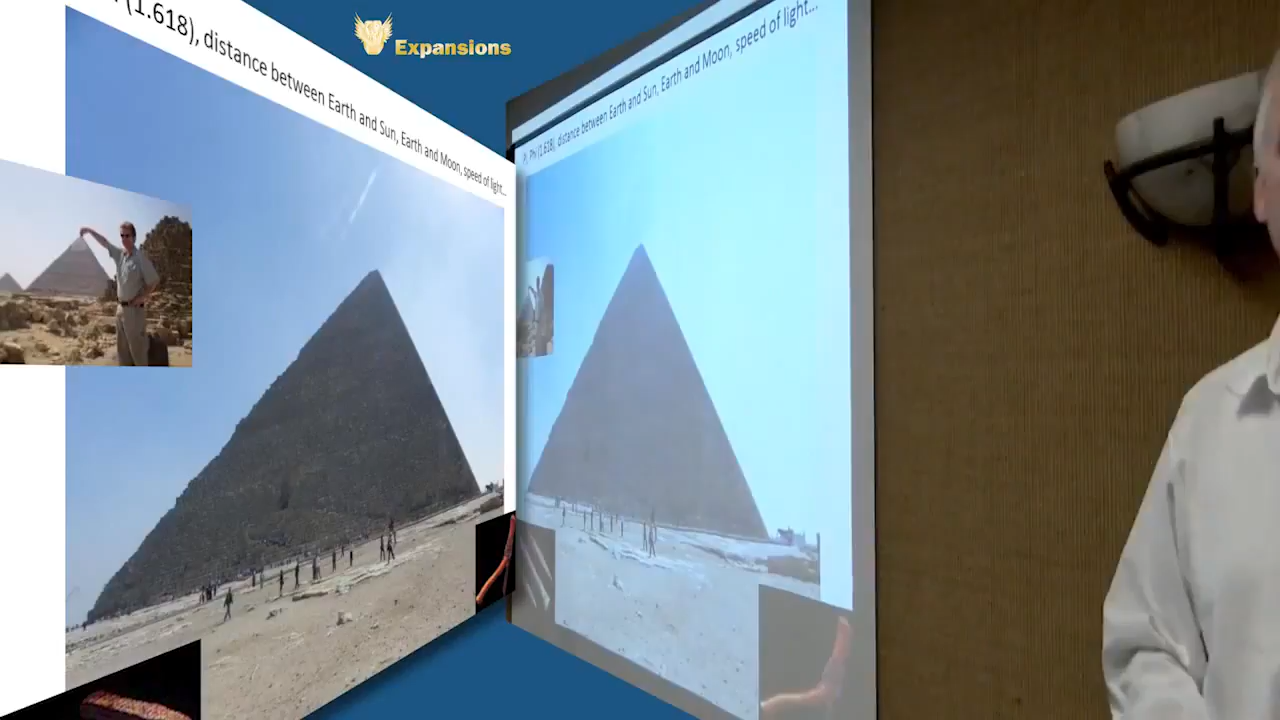 (1.618), distance between Earth and Sun, Earth and Moon, speed of light...
Expansions
Pi, Phi (1.618), distance between Earth and Sun, Earth and Moon, speed of light...